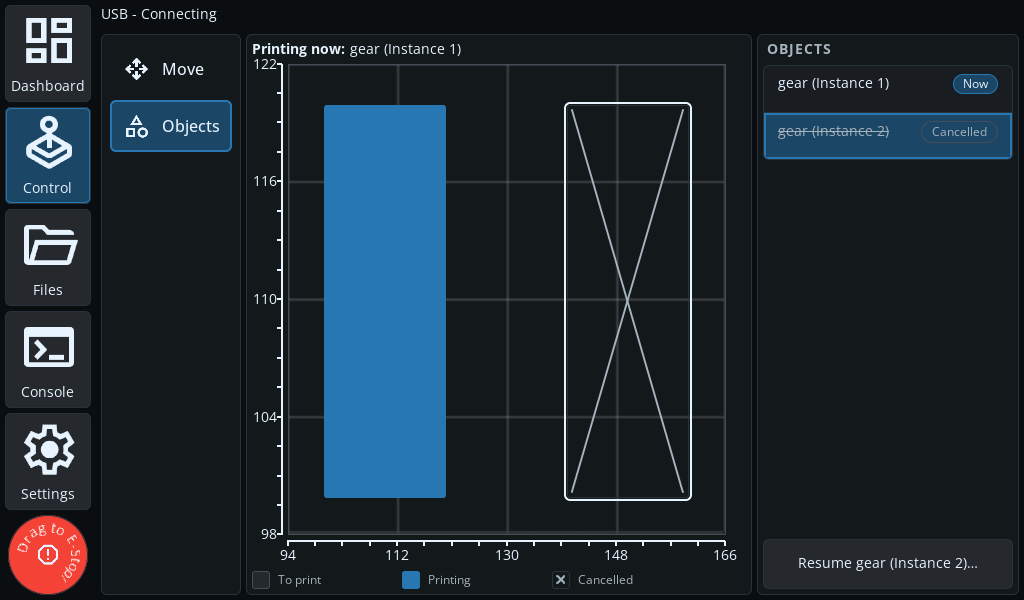 USB - Connecting
Dashboard
Control
Files
Console
Settings
Drag to E-Stop!
Move
Objects
Printing now: gear (Instance 1)
122
116
110
104
98
94 112 130 148 166
To print Printing Cancelled
OBJECTS
gear (Instance 1) Now
gear (Instance 2) Cancelled
Resume gear (Instance 2)...